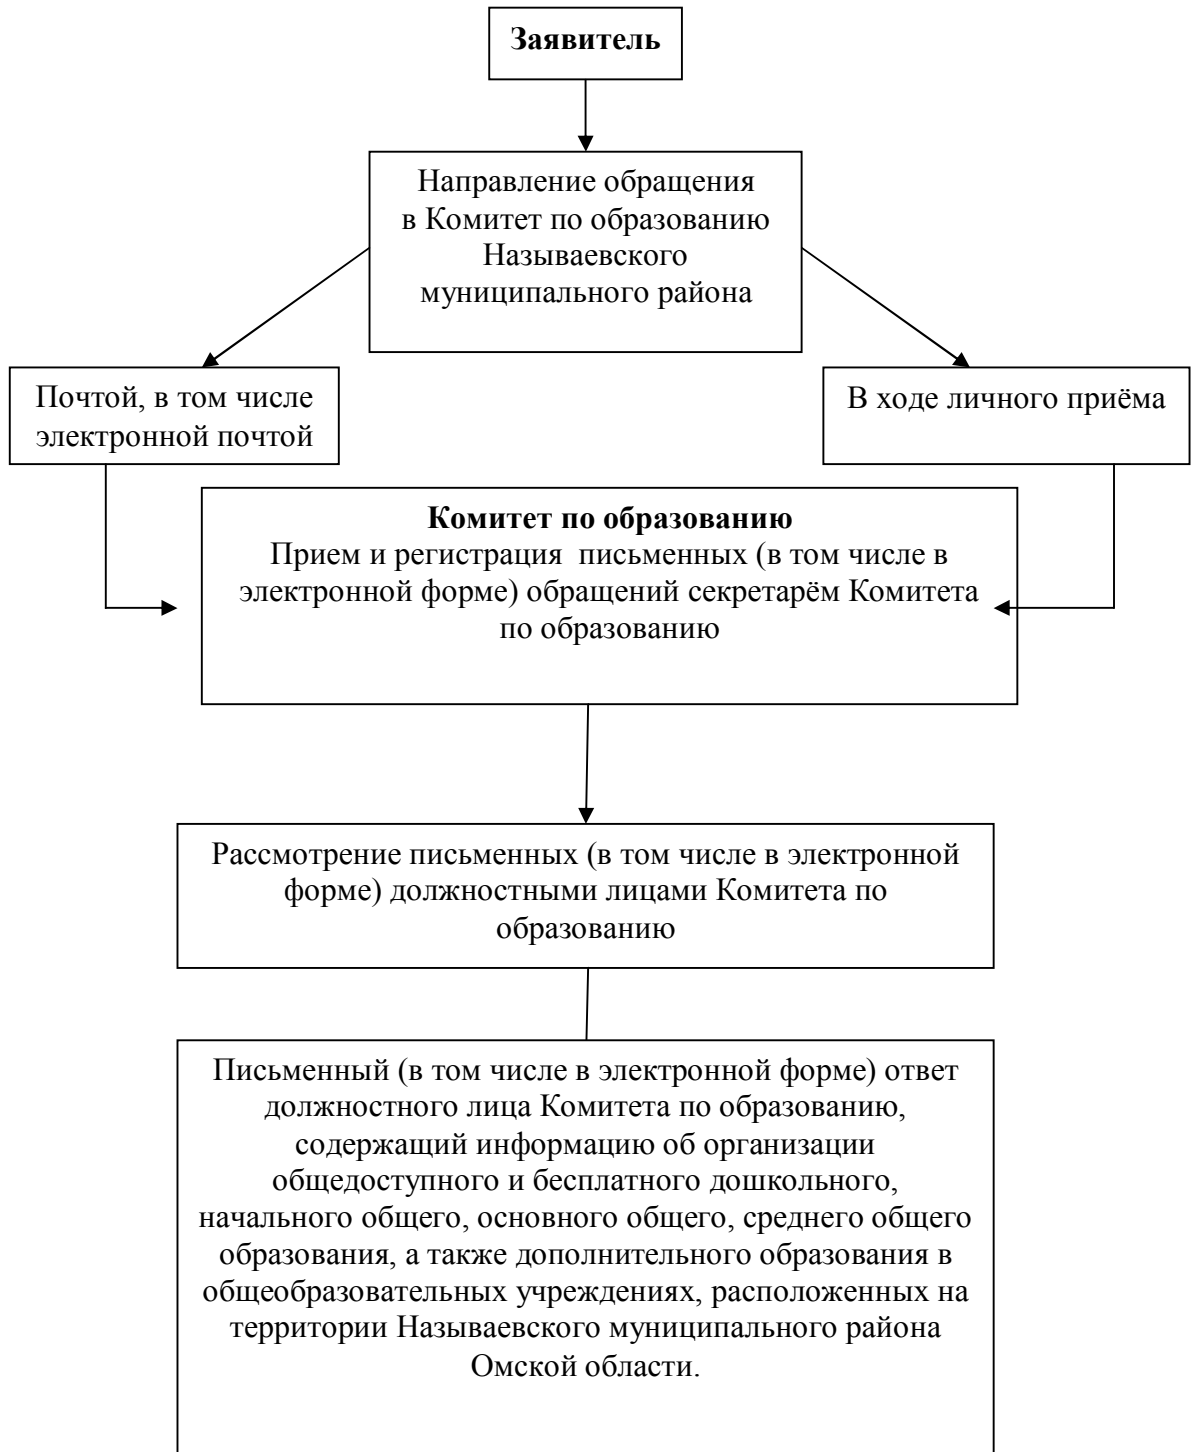 Заявитель
Направление обращения
в Комитет по образованию
Называевского
муниципального района
Почтой, в том числе
электронной почтой
В ходе личного приёма
Комитет по образованию
Прием и регистрация  письменных (в том числе в
электронной форме) обращений секретарём Комитета
по образованию
Рассмотрение письменных (в том числе в электронной
форме) должностными лицами Комитета по
образованию
Письменный (в том числе в электронной форме) ответ
должностного лица Комитета по образованию,
содержащий информацию об организации
общедоступного и бесплатного дошкольного,
начального общего, основного общего, среднего общего
образования, а также дополнительного образования в
общеобразовательных учреждениях, расположенных на
территории Называевского муниципального района
Омской области.